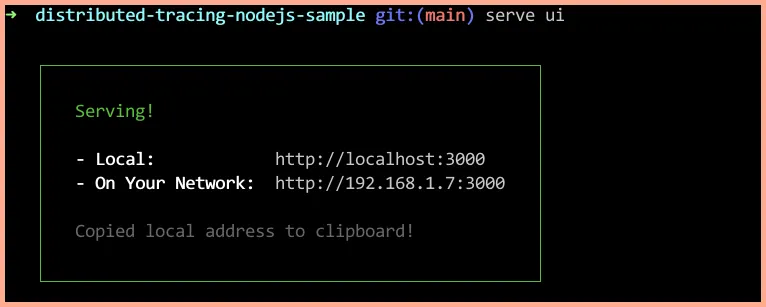 ➜ distributed-tracing-nodejs-sample git:(main) serve ui
Serving!
- Local: http://localhost:3000
- On Your Network: http://192.168.1.7:3000
Copied local address to clipboard!